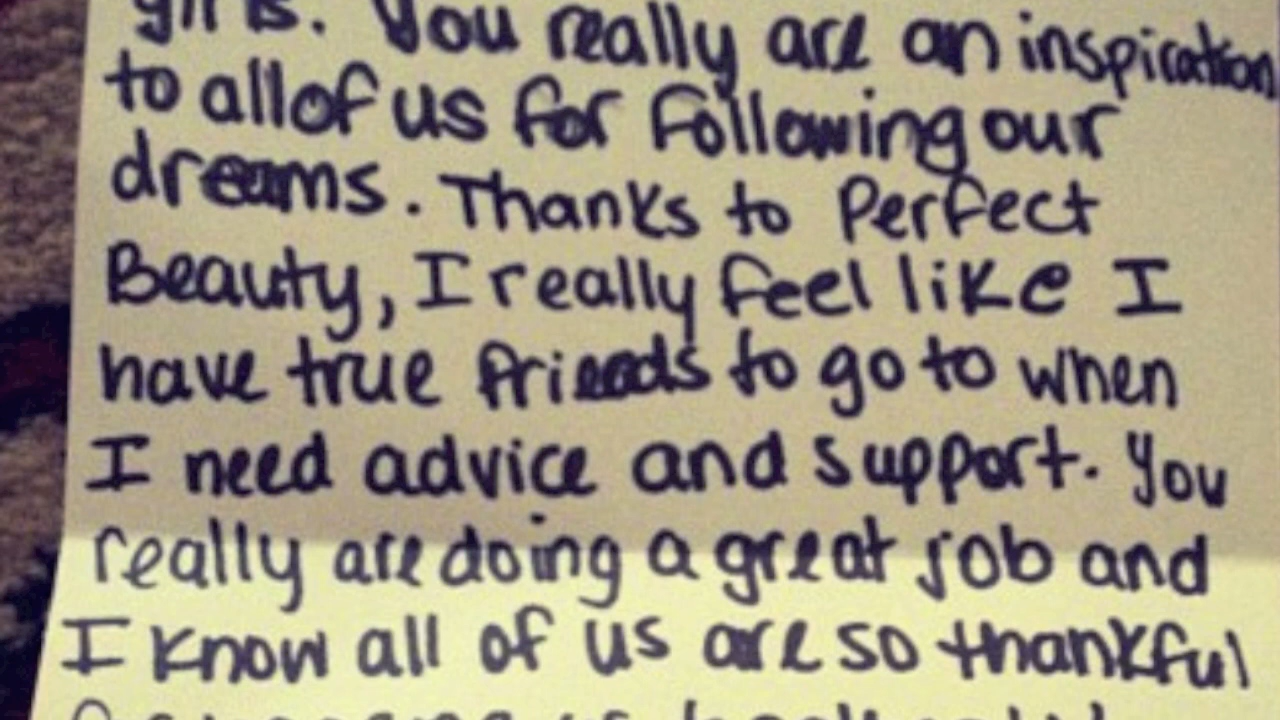 girls. You really are an inspiration
to all of us for following our
dreams. Thanks to Perfect
Beauty, I really feel like I
have true friends to go to when
I need advice and support. You
really are doing a great job and
I know all of us are so thankful